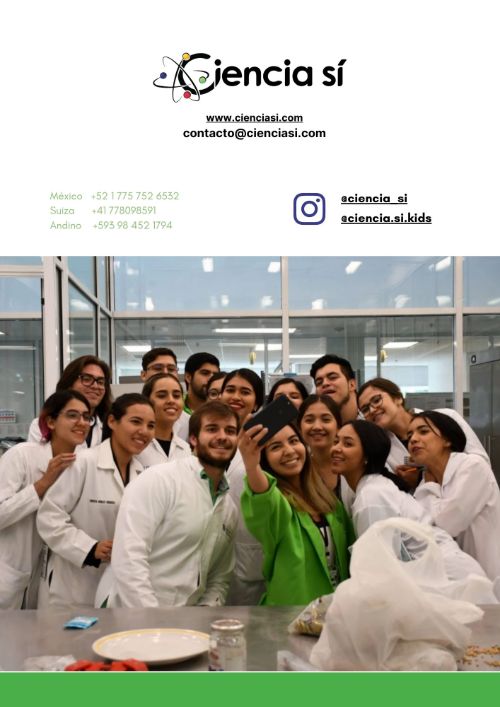 Ciencia sí
www.cienciasi.com
contacto@cienciasi.com
México +52 1 775 752 6532
Suiza +41 778098591
Andino +593 98 452 1794
@ciencia_si
@ciencia.si.kids